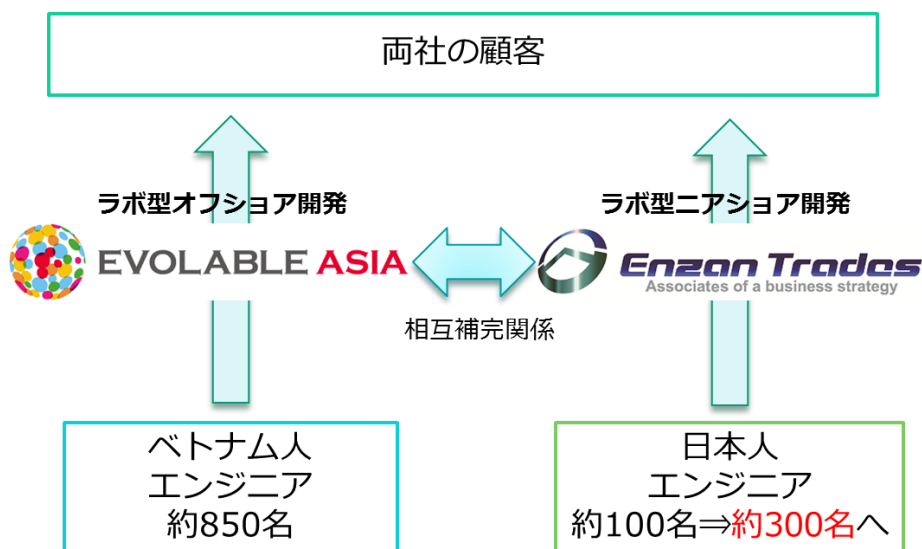 両社の顧客
ラボ型オフショア開発
ラボ型ニアショア開発
EVOLABLE ASIA
Enzan Trades
Associates of a business strategy
相互補完関係
ベトナム人
エンジニア
約850名
日本人
エンジニア
約100名⇒約300名へ